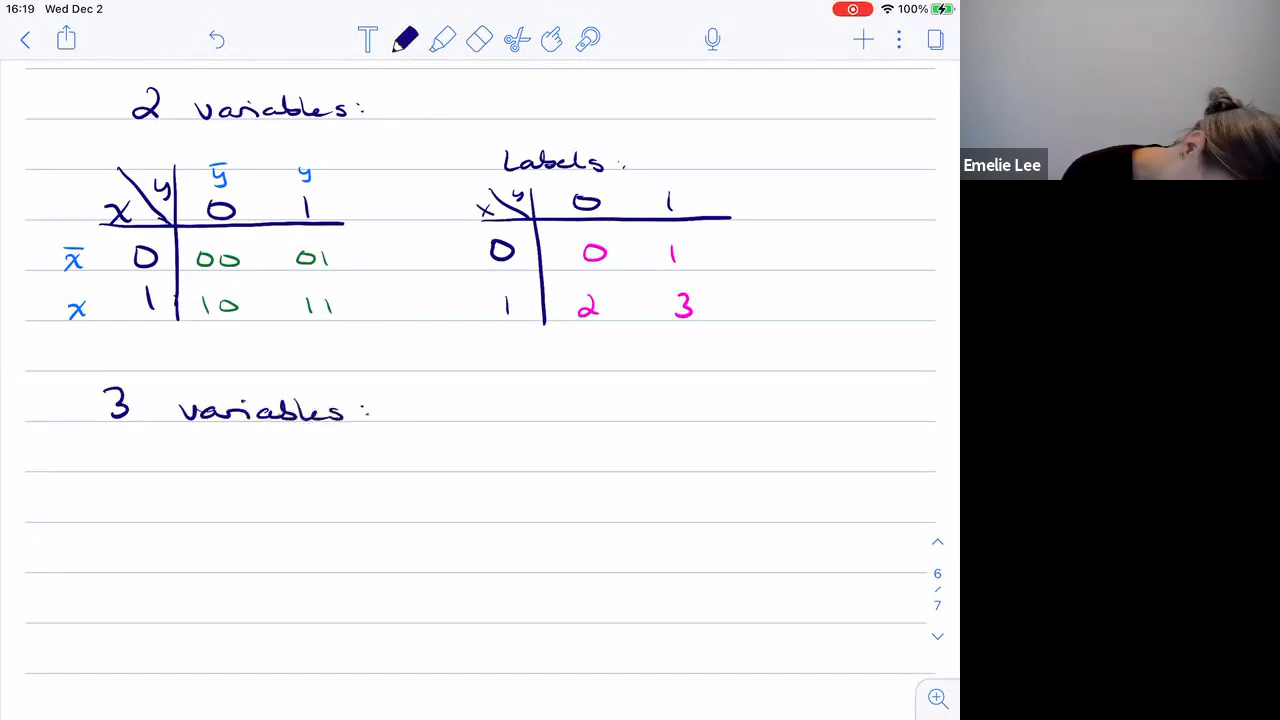 16:19 Wed Dec 2
100%
T
Emelie Lee
2 variables:
Labels:
y ȳ y
x 0 1
x̄ 0 00 01
x 1 10 11
x y 0 1
0 0 1
1 2 3
3 variables:
6
/
7